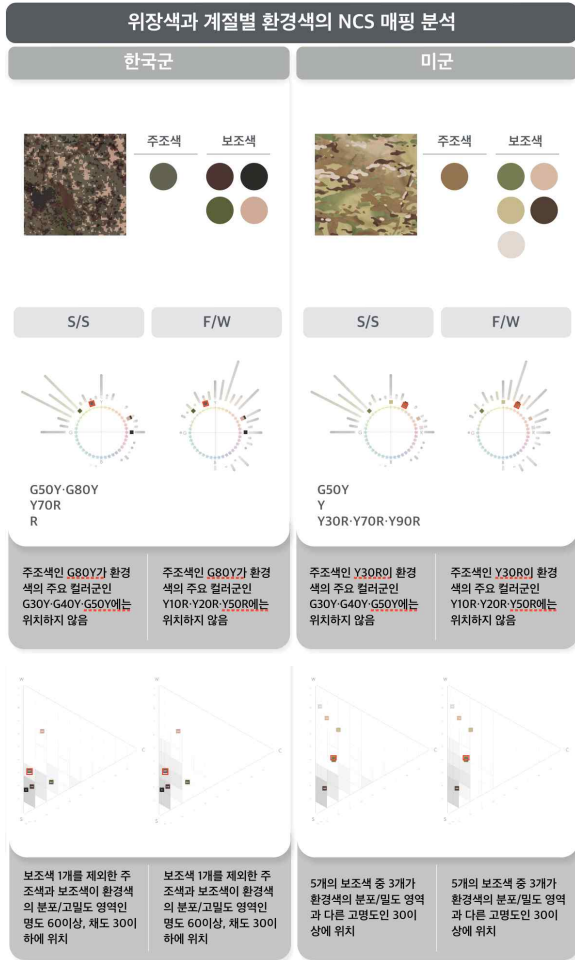 위장색과 계절별 환경색의 NCS 매핑 분석
한국군
미군
주조색
보조색
주조색
보조색
S/S
F/W
S/S
F/W
G50Y·G80Y
Y70R
R
G50Y
Y
Y30R·Y70R·Y90R
주조색인 G80Y가 환경
색의 주요 컬러군인
G30Y·G40Y·G50Y에는
위치하지 않음
주조색인 G80Y가 환경
색의 주요 컬러군인
Y10R·Y20R·Y50R에는
위치하지 않음
주조색인 Y30R이 환경
색의 주요 컬러군인
G30Y·G40Y·G50Y에는
위치하지 않음
주조색인 Y30R이 환경
색의 주요 컬러군인
Y10R·Y20R·Y50R에는
위치하지 않음
W
C
S
W
C
S
W
C
S
W
C
S
보조색 1개를 제외한 주
조색과 보조색이 환경색
의 분포/고밀도 영역인
명도 60이상, 채도 30이
하에 위치
보조색 1개를 제외한 주
조색과 보조색이 환경색
의 분포/고밀도 영역인
명도 60이상, 채도 30이
하에 위치
5개의 보조색 중 3개가
환경색의 분포/밀도 영역
과 다른 고명도인 30이
상에 위치
5개의 보조색 중 3개가
환경색의 분포/밀도 영역
과 다른 고명도인 30이
상에 위치